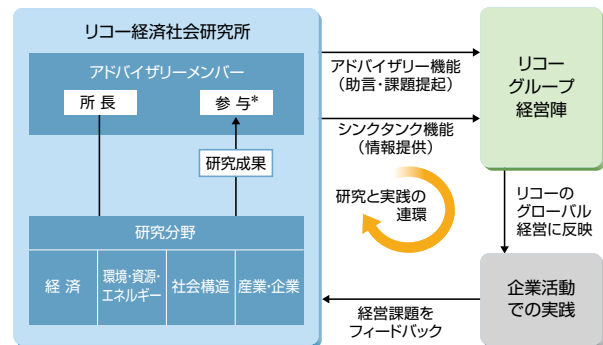 リコー経済社会研究所
アドバイザリーメンバー
所 長
参 与*
研究成果
研究分野
経 済
環境・資源・
エネルギー
社会構造
産業・企業
アドバイザリー機能
（助言・課題提起）
シンクタンク機能
（情報提供）
研究と実践の
連環
リコー
グループ
経営陣
リコーの
グローバル
経営に反映
企業活動
での実践
経営課題を
フィードバック